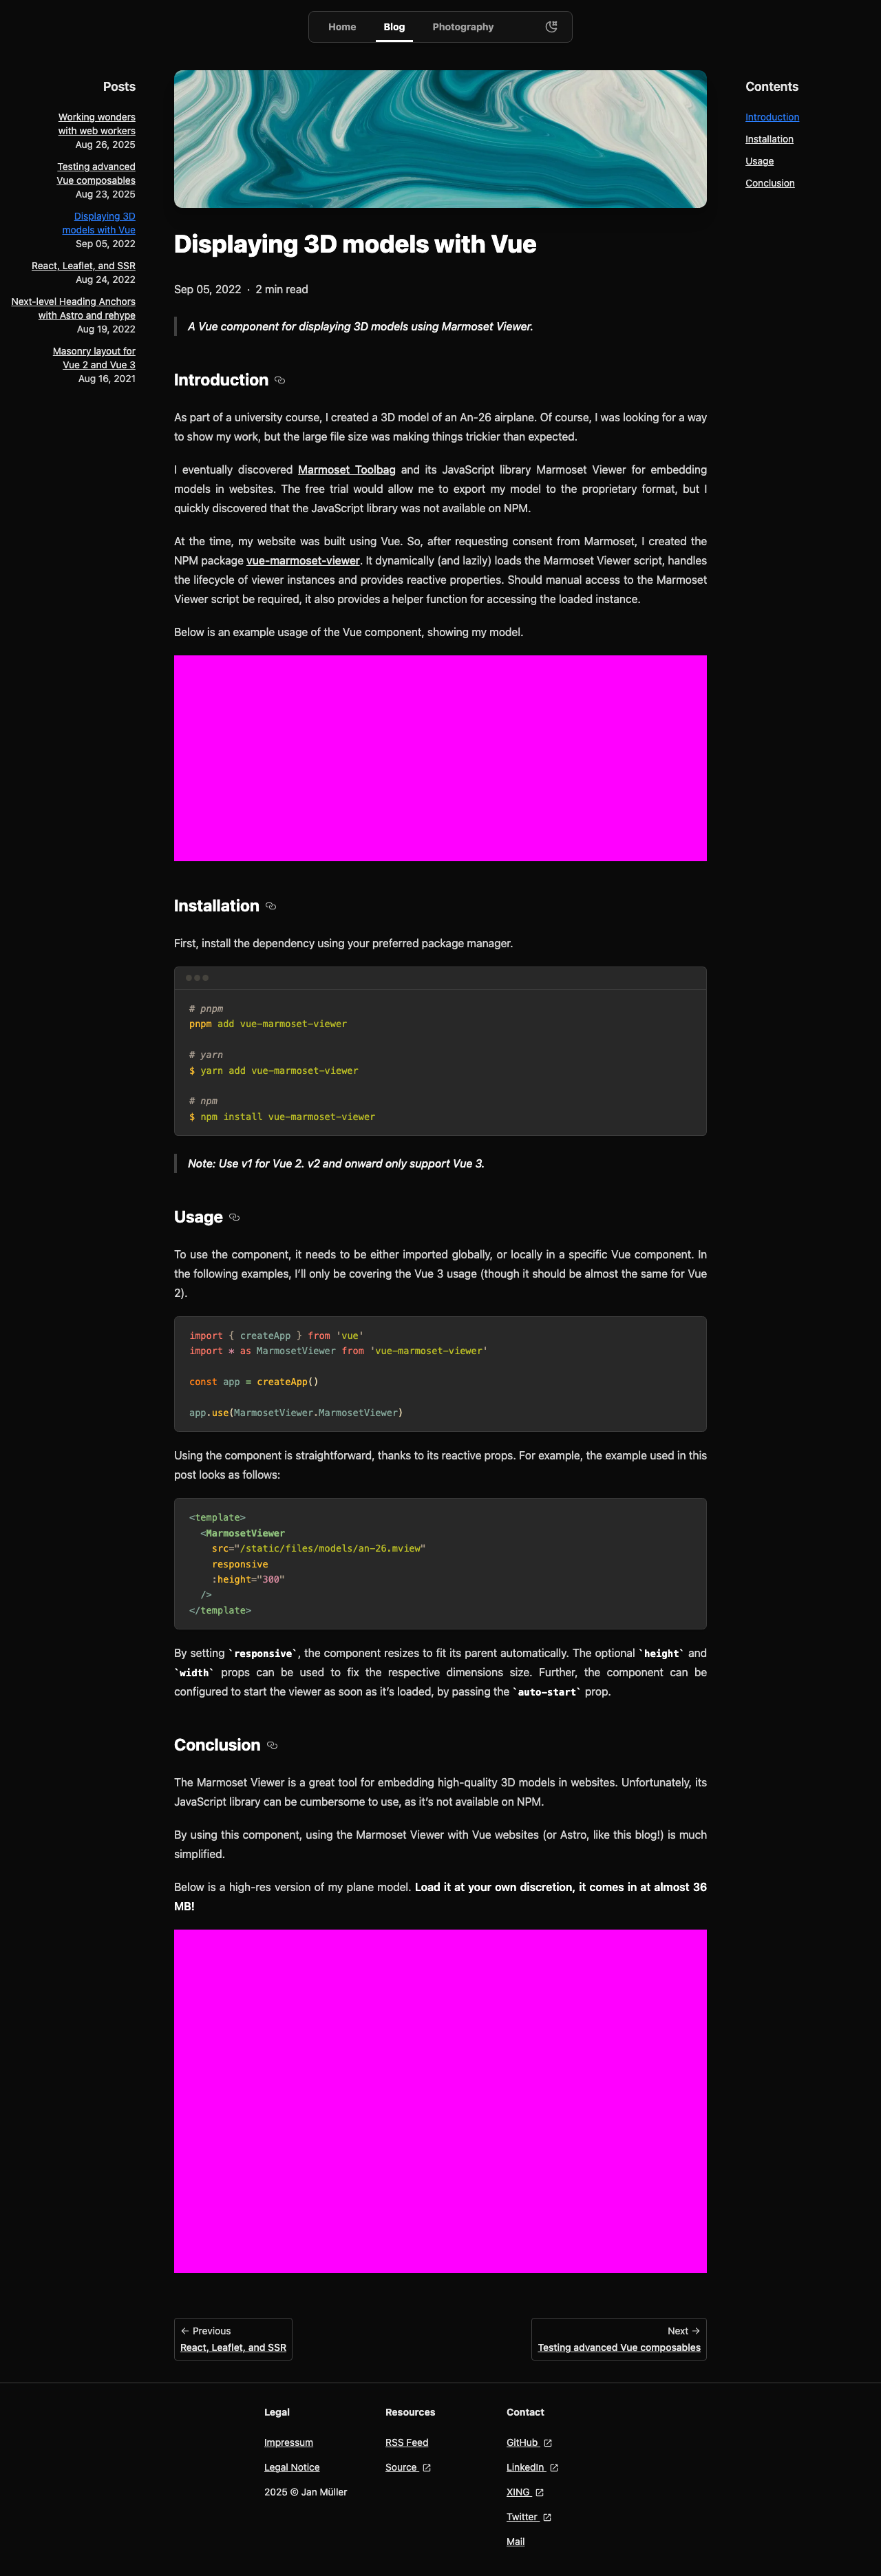 Home Blog Photography
Posts
Working wonders
with web workers
Aug 26, 2025
Testing advanced
Vue composables
Aug 23, 2025
Displaying 3D
models with Vue
Sep 05, 2022
React, Leaflet, and SSR
Aug 24, 2022
Next-level Heading Anchors
with Astro and rehype
Aug 19, 2022
Masonry layout for
Vue 2 and Vue 3
Aug 16, 2021
Displaying 3D models with Vue
Sep 05, 2022 · 2 min read
A Vue component for displaying 3D models using Marmoset Viewer.
Introduction
As part of a university course, I created a 3D model of an An-26 airplane. Of course, I was looking for a way
to show my work, but the large file size was making things trickier than expected.
I eventually discovered Marmoset Toolbag and its JavaScript library Marmoset Viewer for embedding
models in websites. The free trial would allow me to export my model to the proprietary format, but I
quickly discovered that the JavaScript library was not available on NPM.
At the time, my website was built using Vue. So, after requesting consent from Marmoset, I created the
NPM package vue-marmoset-viewer. It dynamically (and lazily) loads the Marmoset Viewer script, handles
the lifecycle of viewer instances and provides reactive properties. Should manual access to the Marmoset
Viewer script be required, it also provides a helper function for accessing the loaded instance.
Below is an example usage of the Vue component, showing my model.
Installation
First, install the dependency using your preferred package manager.
# pnpm
pnpm add vue-marmoset-viewer
# yarn
$ yarn add vue-marmoset-viewer
# npm
$ npm install vue-marmoset-viewer
Note: Use v1 for Vue 2. v2 and onward only support Vue 3.
Usage
To use the component, it needs to be either imported globally, or locally in a specific Vue component. In
the following examples, I’ll only be covering the Vue 3 usage (though it should be almost the same for Vue
2).
import { createApp } from 'vue'
import * as MarmosetViewer from 'vue-marmoset-viewer'
const app = createApp()
app.use(MarmosetViewer.MarmosetViewer)
Using the component is straightforward, thanks to its reactive props. For example, the example used in this
post looks as follows:
<template>
  <MarmosetViewer
    src="/static/files/models/an-26.mview"
    responsive
    :height="300"
  />
</template>
By setting `responsive`, the component resizes to fit its parent automatically. The optional `height` and
`width` props can be used to fix the respective dimensions size. Further, the component can be
configured to start the viewer as soon as it’s loaded, by passing the `auto-start` prop.
Conclusion
The Marmoset Viewer is a great tool for embedding high-quality 3D models in websites. Unfortunately, its
JavaScript library can be cumbersome to use, as it’s not available on NPM.
By using this component, using the Marmoset Viewer with Vue websites (or Astro, like this blog!) is much
simplified.
Below is a high-res version of my plane model. Load it at your own discretion, it comes in at almost 36
MB!
Contents
Introduction
Installation
Usage
Conclusion
← Previous
React, Leaflet, and SSR
Next →
Testing advanced Vue composables
Legal
Impressum
Legal Notice
2025 © Jan Müller
Resources
RSS Feed
Source
Contact
GitHub
LinkedIn
XING
Twitter
Mail